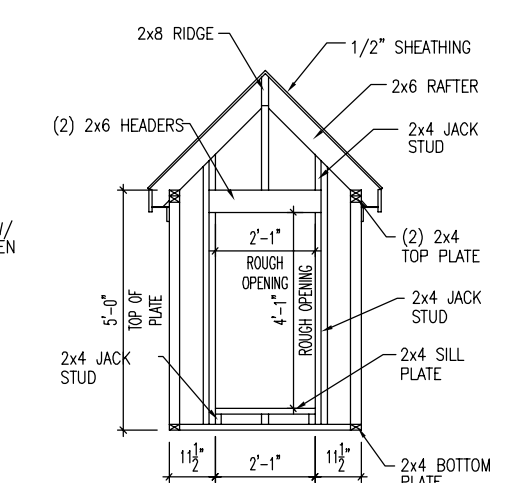 2x8 RIDGE
1/2" SHEATHING
2x6 RAFTER
(2) 2x6 HEADERS
2x4 JACK
STUD
W/
EN
2'-1"
ROUGH
OPENING
4'-1"
ROUGH OPENING
(2) 2x4
TOP PLATE
5'-0"
TOP OF
PLATE
2x4 JACK
STUD
2x4 JACK
STUD
2x4 SILL
PLATE
11 1/2"
2'-1"
11 1/2"
2x4 BOTTOM
PLATE